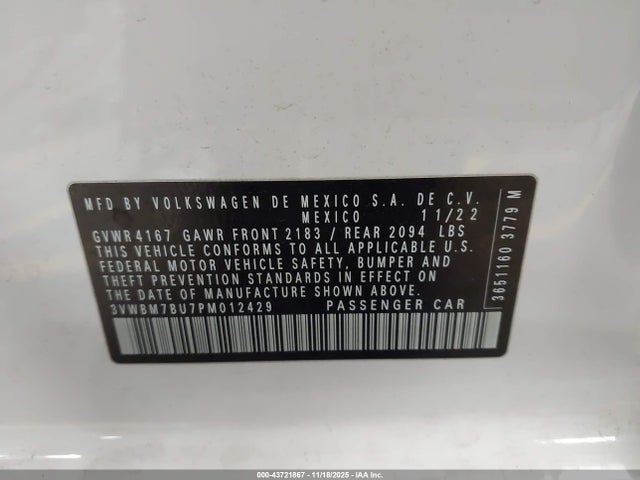 MFD BY VOLKSWAGEN DE MEXICO S.A. DE C.V.
MEXICO 11/22
GVWR 4167 GAWR FRONT 2183 / REAR 2094 LBS
THIS VEHICLE CONFORMS TO ALL APPLICABLE U.S.
FEDERAL MOTOR VEHICLE SAFETY, BUMPER AND
THEFT PREVENTION STANDARDS IN EFFECT ON
THE DATE OF MANUFACTURE SHOWN ABOVE.
3VWBM7BU7PM012429 PASSENGER CAR
3651160 3779 M
000-43721867 - 11/18/2025 - IAA Inc.